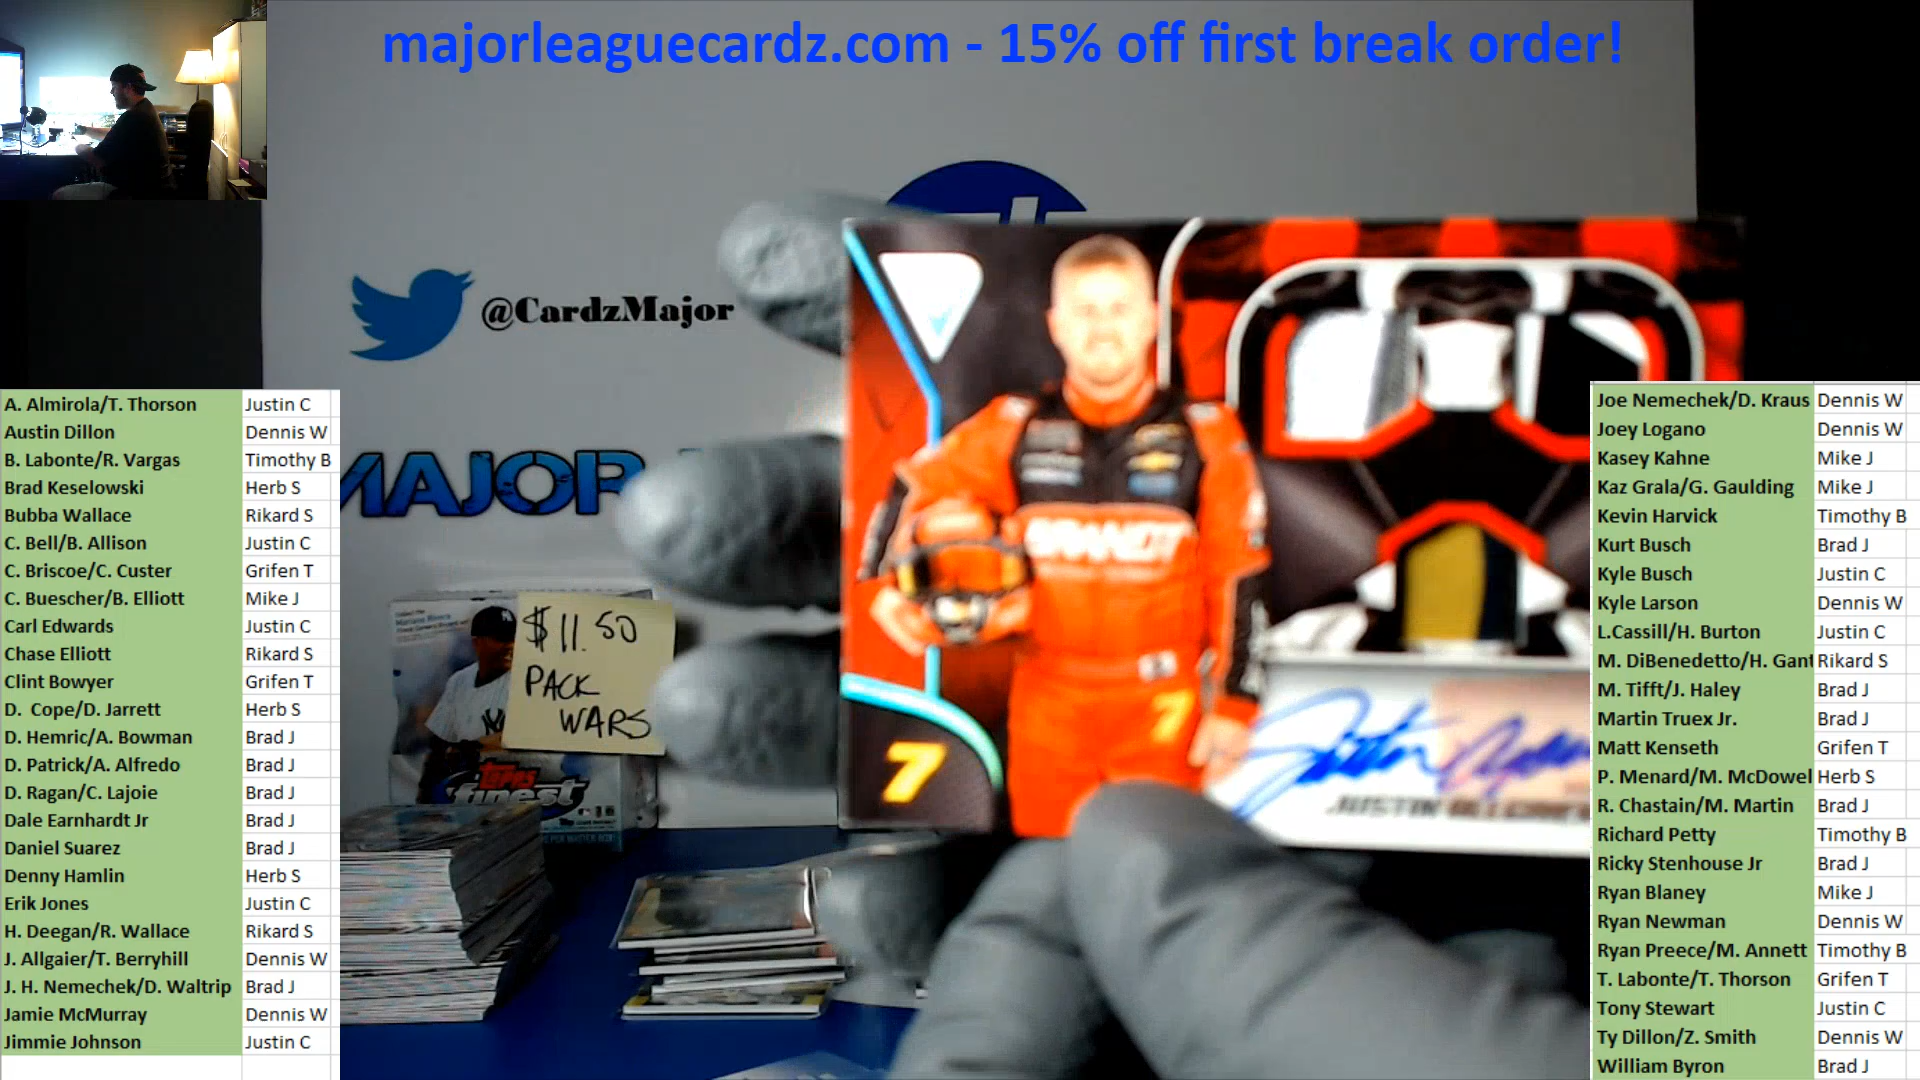 majorleaguecardz.com - 15% off first break order!
@CardzMajor
MAJOR
$11.50
PACK
WARS
TOPPS
finest
BRANDT
7
7
JUSTIN ALLGAIER
A. Almirola/T. Thorson Justin C
Austin Dillon Dennis W
B. Labonte/R. Vargas Timothy B
Brad Keselowski Herb S
Bubba Wallace Rikard S
C. Bell/B. Allison Justin C
C. Briscoe/C. Custer Grifen T
C. Buescher/B. Elliott Mike J
Carl Edwards Justin C
Chase Elliott Rikard S
Clint Bowyer Grifen T
D. Cope/D. Jarrett Herb S
D. Hemric/A. Bowman Brad J
D. Patrick/A. Alfredo Brad J
D. Ragan/C. Lajoie Brad J
Dale Earnhardt Jr Brad J
Daniel Suarez Brad J
Denny Hamlin Herb S
Erik Jones Justin C
H. Deegan/R. Wallace Rikard S
J. Allgaier/T. Berryhill Dennis W
J. H. Nemechek/D. Waltrip Brad J
Jamie McMurray Dennis W
Jimmie Johnson Justin C
Joe Nemechek/D. Kraus Dennis W
Joey Logano Dennis W
Kasey Kahne Mike J
Kaz Grala/G. Gaulding Mike J
Kevin Harvick Timothy B
Kurt Busch Brad J
Kyle Busch Justin C
Kyle Larson Dennis W
L.Cassill/H. Burton Justin C
M. DiBenedetto/H. Gant Rikard S
M. Tifft/J. Haley Brad J
Martin Truex Jr. Brad J
Matt Kenseth Grifen T
P. Menard/M. McDowel Herb S
R. Chastain/M. Martin Brad J
Richard Petty Timothy B
Ricky Stenhouse Jr Brad J
Ryan Blaney Mike J
Ryan Newman Dennis W
Ryan Preece/M. Annett Timothy B
T. Labonte/T. Thorson Grifen T
Tony Stewart Justin C
Ty Dillon/Z. Smith Dennis W
William Byron Brad J